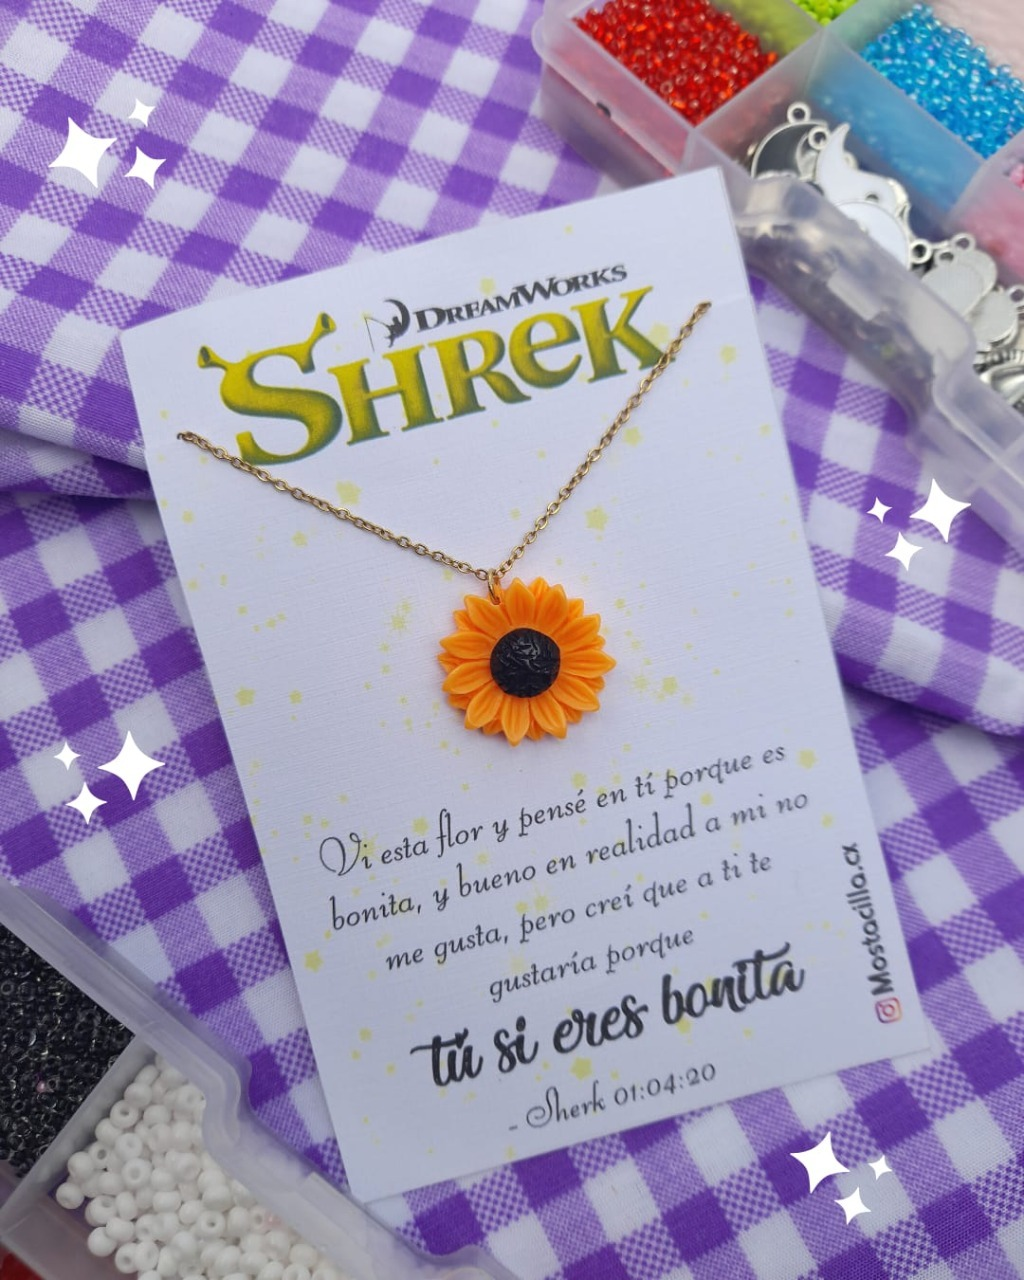 DREAMWORKS
SHREK
Vi esta flor y pensé en tí porque es
bonita, y bueno en realidad a mi no
me gusta, pero creí que a ti te
gustaría porque
tú si eres bonita
- Sherk 01:04:20
Mostacilla.cx